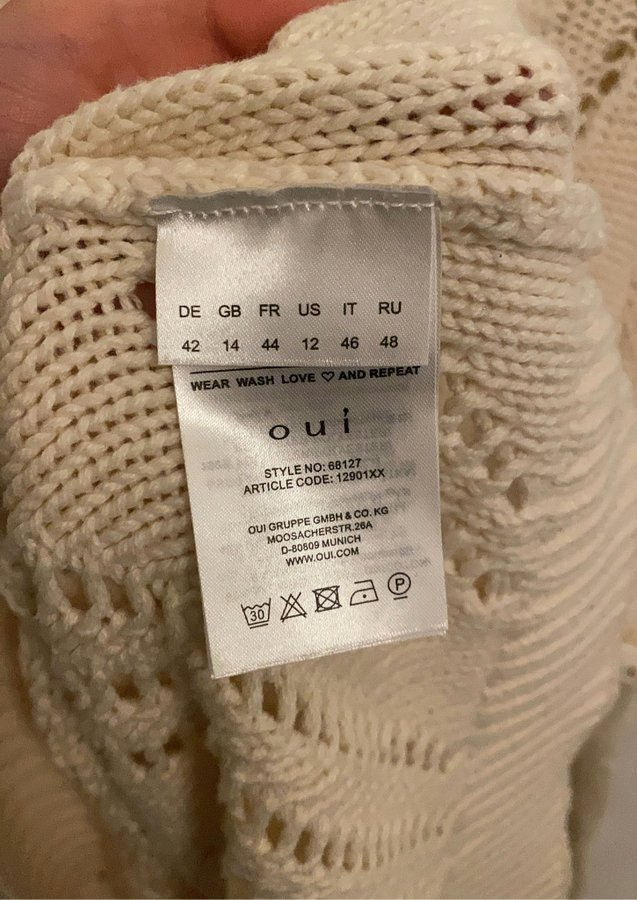 DE GB FR US IT RU
42 14 44 12 46 48
WEAR WASH LOVE ♡ AND REPEAT
oui
STYLE NO: 68127
ARTICLE CODE: 12901XX
OUI GRUPPE GMBH & CO. KG
MOOSACHERSTR.26A
D-80809 MUNICH
WWW.OUI.COM
30 P